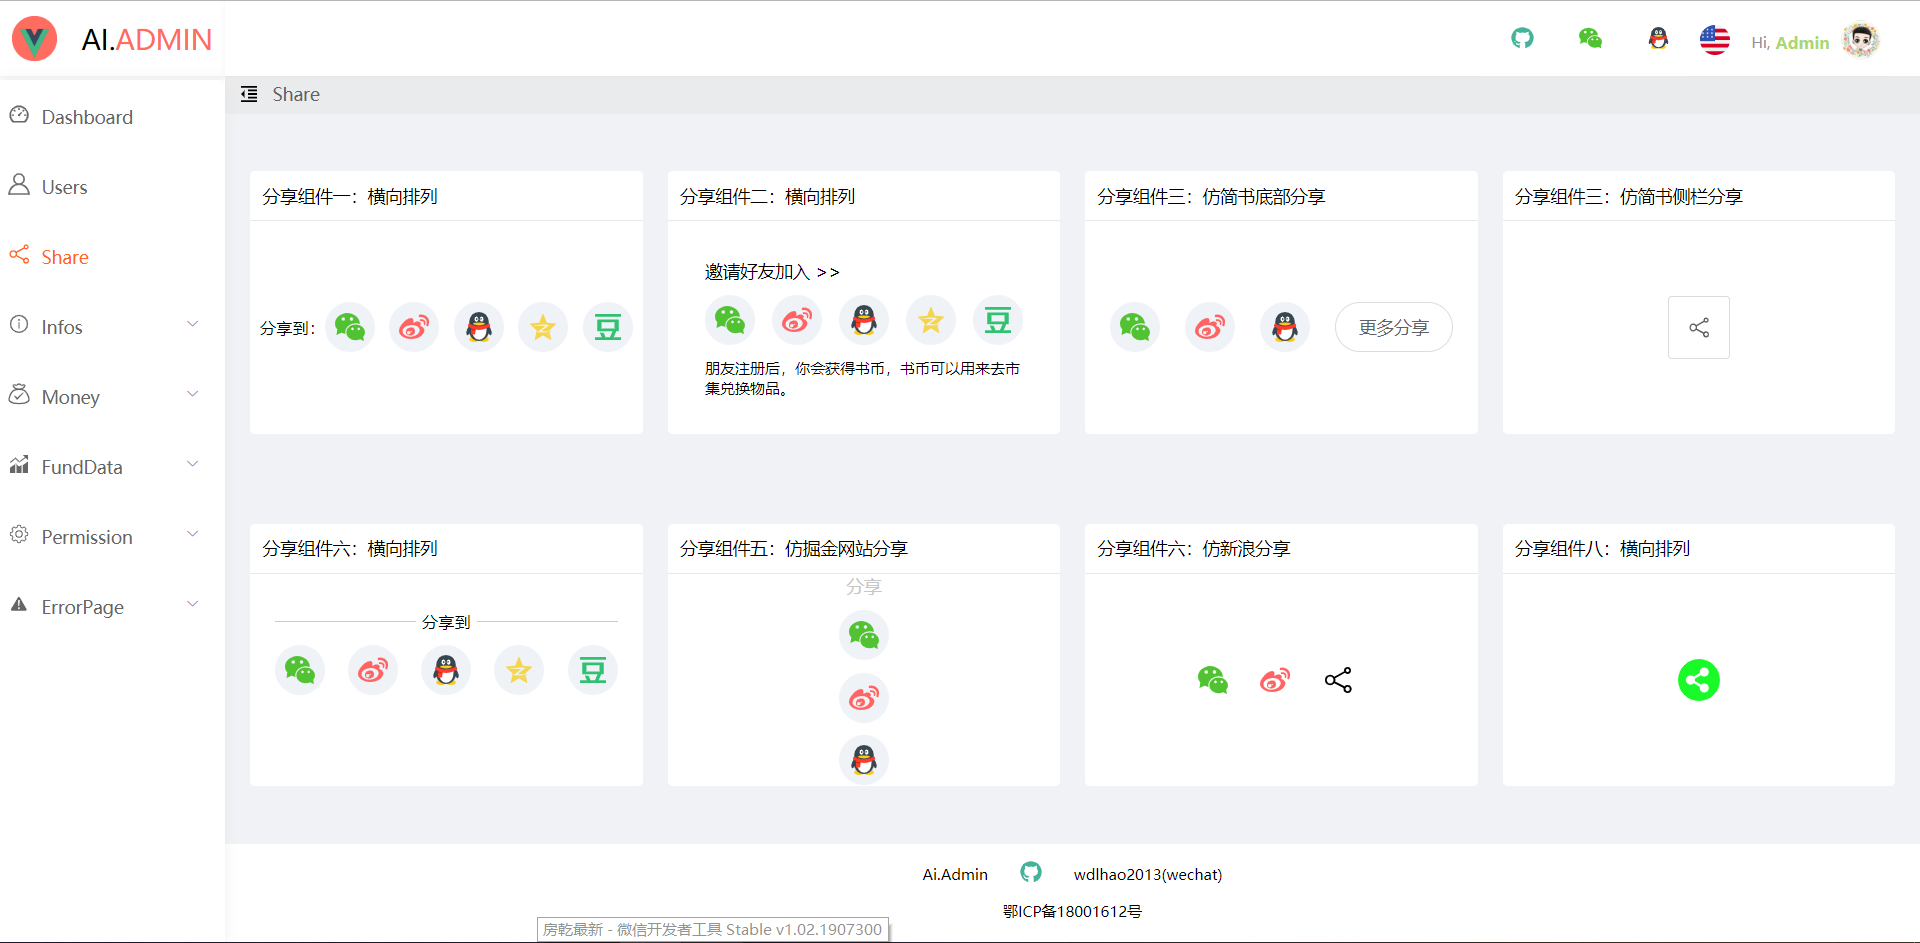 AI.ADMIN
Hi, Admin
Dashboard
Users
Share
Infos
Money
FundData
Permission
ErrorPage
Share
分享组件一：横向排列
分享到：
分享组件二：横向排列
邀请好友加入 >>
朋友注册后，你会获得书币，书币可以用来去市
集兑换物品。
分享组件三：仿简书底部分享
更多分享
分享组件三：仿简书侧栏分享
分享组件六：横向排列
分享到
分享组件五：仿掘金网站分享
分享
分享组件六：仿新浪分享
分享组件八：横向排列
Ai.Admin wdlhao2013(wechat)
鄂ICP备18001612号
房乾最新 - 微信开发者工具 Stable v1.02.1907300